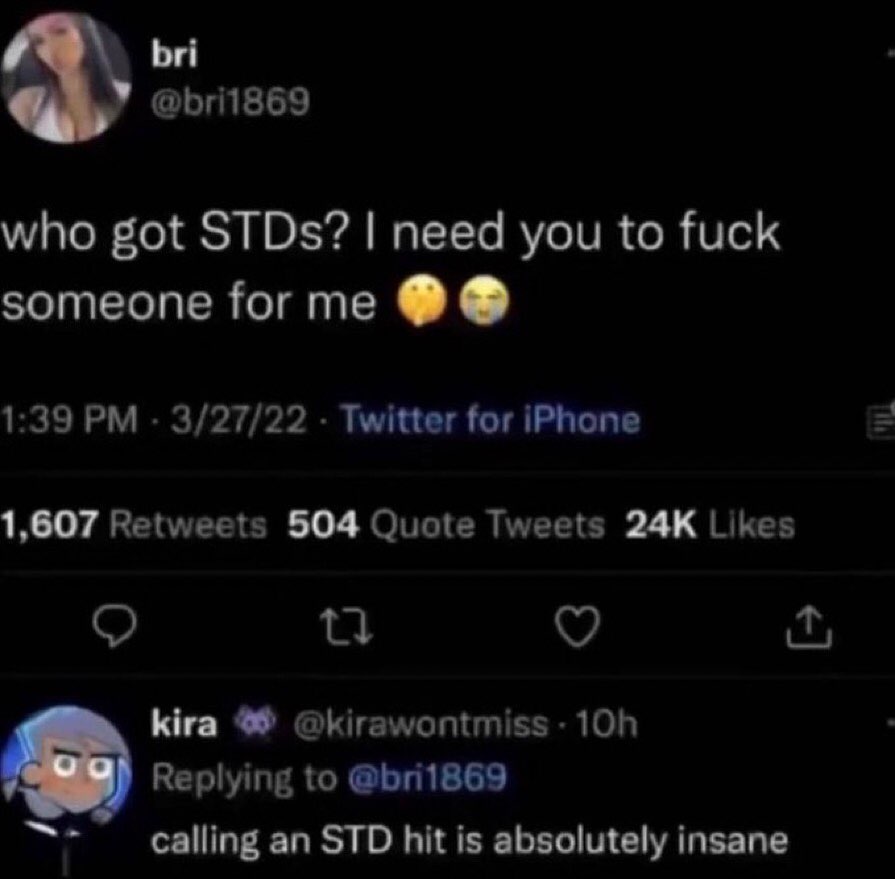 bri
@bri1869
who got STDs? I need you to fuck
someone for me 🤫😭
1:39 PM · 3/27/22 · Twitter for iPhone
1,607 Retweets 504 Quote Tweets 24K Likes
kira 👾 @kirawontmiss · 10h
Replying to @bri1869
calling an STD hit is absolutely insane